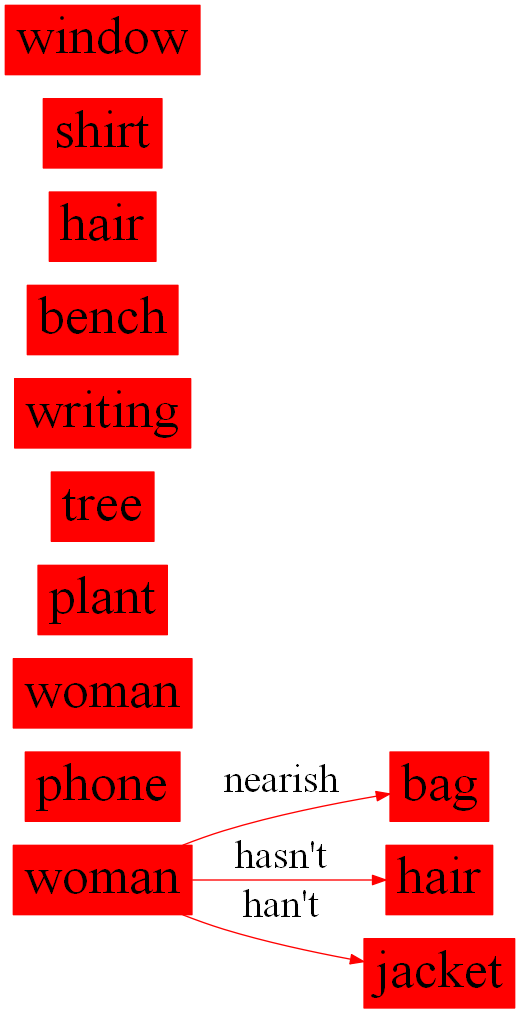 window
shirt
hair
bench
writing
tree
plant
woman
phone
nearish
bag
woman
hasn't
hair
han't
jacket